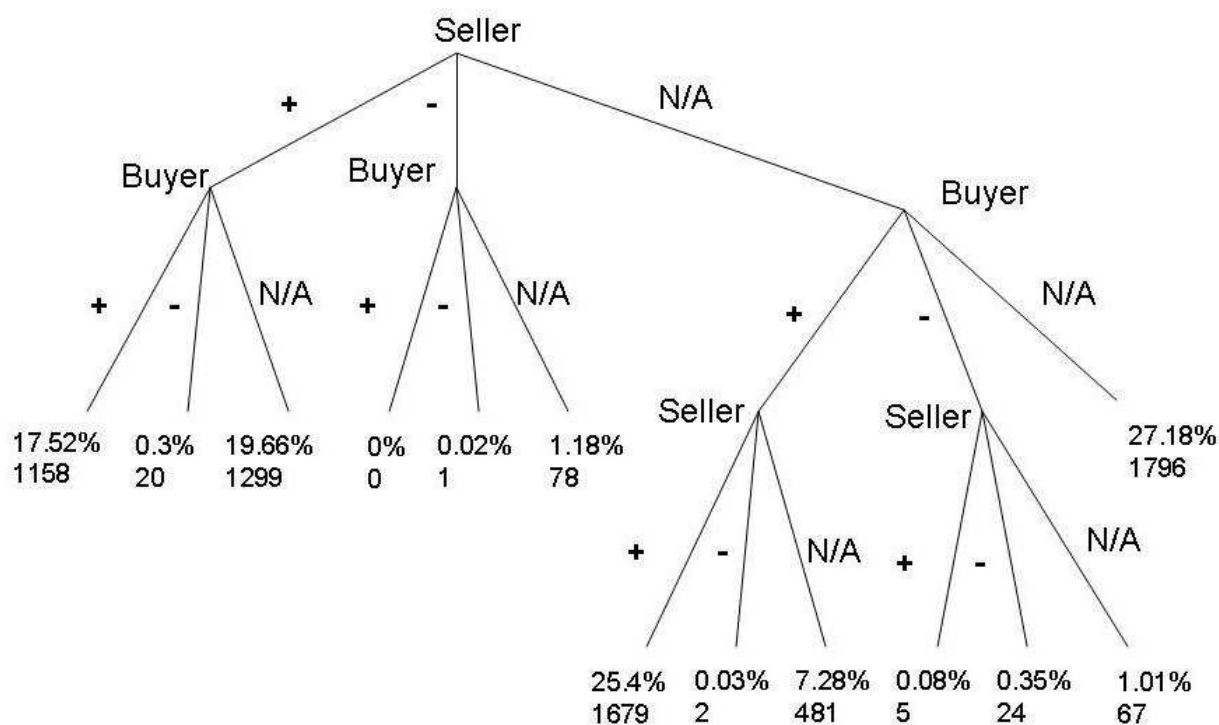 Seller
+ - N/A
Buyer Buyer Buyer
+ - N/A + - N/A + - N/A
Seller Seller
17.52% 0.3% 19.66% 0% 0.02% 1.18% 27.18%
1158 20 1299 0 1 78 1796
+ - N/A + - N/A
25.4% 0.03% 7.28% 0.08% 0.35% 1.01%
1679 2 481 5 24 67